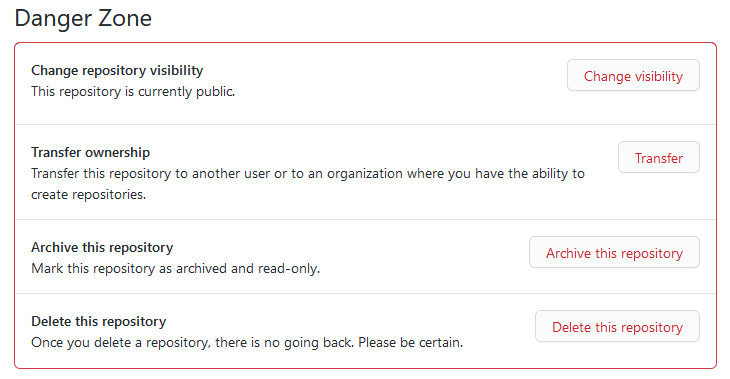 Danger Zone
Change repository visibility
This repository is currently public.
Change visibility
Transfer ownership
Transfer this repository to another user or to an organization where you have the ability to
create repositories.
Transfer
Archive this repository
Mark this repository as archived and read-only.
Archive this repository
Delete this repository
Once you delete a repository, there is no going back. Please be certain.
Delete this repository